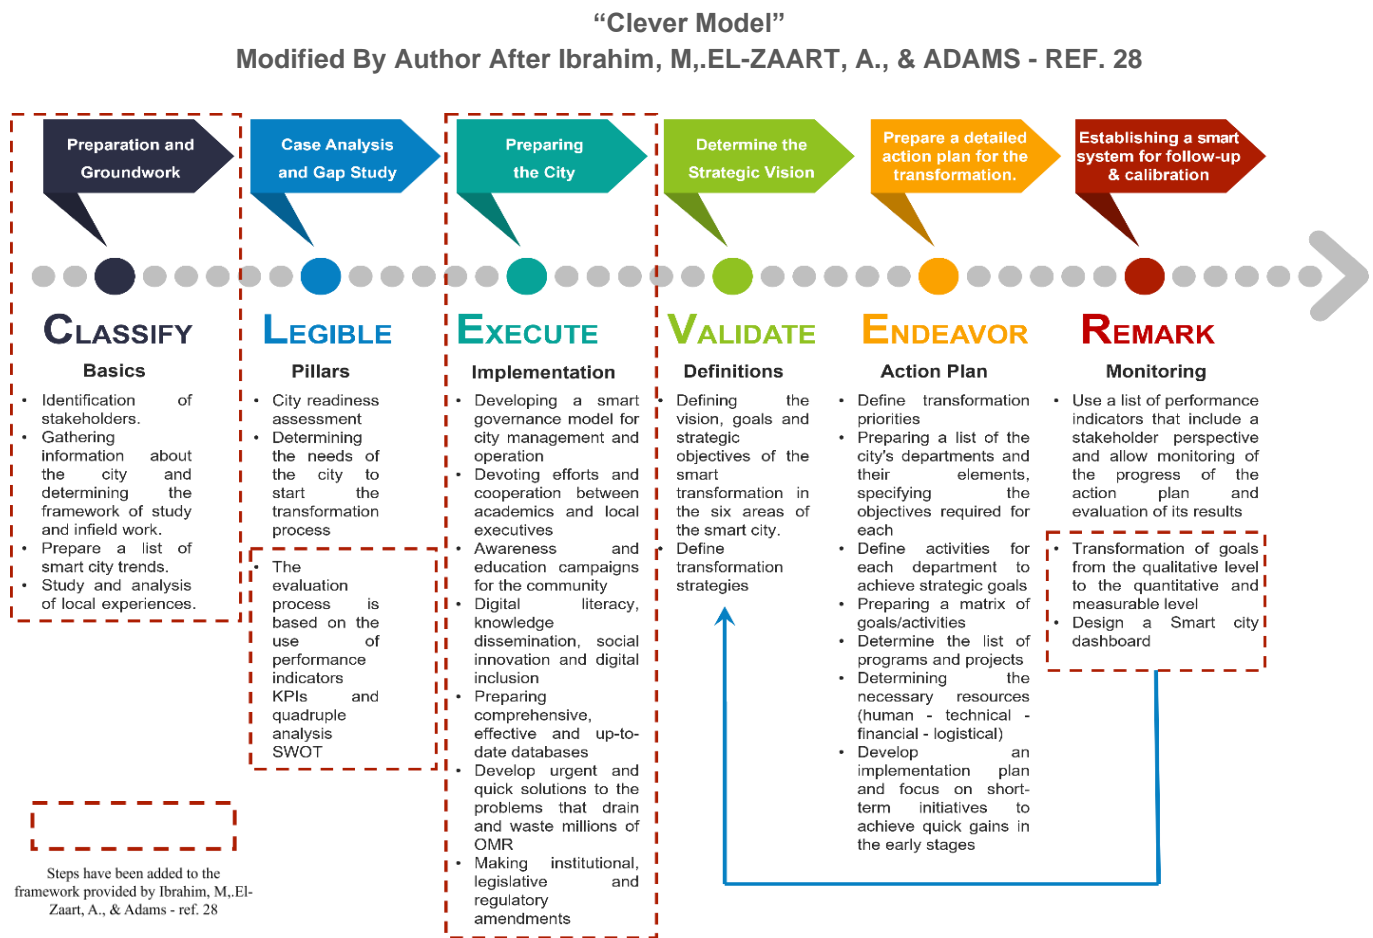 “Clever Model”
Modified By Author After Ibrahim, M,.EL-ZAART, A., & ADAMS - REF. 28
Preparation and
Groundwork
Case Analysis
and Gap Study
Preparing
the City
Determine the
Strategic Vision
Prepare a detailed
action plan for the
transformation.
Establishing a smart
system for follow-up
& calibration
CLASSIFY
Basics
• Identification of
stakeholders.
• Gathering
information about
the city and
determining the
framework of study
and infield work.
• Prepare a list of
smart city trends.
• Study and analysis
of local experiences.
LEGIBLE
Pillars
• City readiness
assessment
• Determining
the needs of
the city to
start the
transformation
process
• The
evaluation
process is
based on the
use of
performance
indicators
KPIs and
quadruple
analysis
SWOT
EXECUTE
Implementation
• Developing a smart
governance model for
city management and
operation
• Devoting efforts and
cooperation between
academics and local
executives
• Awareness and
education campaigns
for the community
• Digital literacy,
knowledge
dissemination, social
innovation and digital
inclusion
• Preparing
comprehensive,
effective and up-to-
date databases
• Develop urgent and
quick solutions to the
problems that drain
and waste millions of
OMR
• Making institutional,
legislative and
regulatory
amendments
VALIDATE
Definitions
• Defining the
vision, goals and
strategic
objectives of the
smart
transformation in
the six areas of
the smart city.
• Define
transformation
strategies
ENDEAVOR
Action Plan
• Define transformation
priorities
• Preparing a list of the
city's departments and
their elements,
specifying the
objectives required for
each
• Define activities for
each department to
achieve strategic goals
• Preparing a matrix of
goals/activities
• Determine the list of
programs and projects
• Determining the
necessary resources
(human - technical -
financial - logistical)
• Develop an
implementation plan
and focus on short-
term initiatives to
achieve quick gains in
the early stages
REMARK
Monitoring
• Use a list of performance
indicators that include a
stakeholder perspective
and allow monitoring of
the progress of the
action plan and
evaluation of its results
• Transformation of goals
from the qualitative level
to the quantitative and
measurable level
• Design a Smart city
dashboard
Steps have been added to the
framework provided by Ibrahim, M,.El-
Zaart, A., & Adams - ref. 28